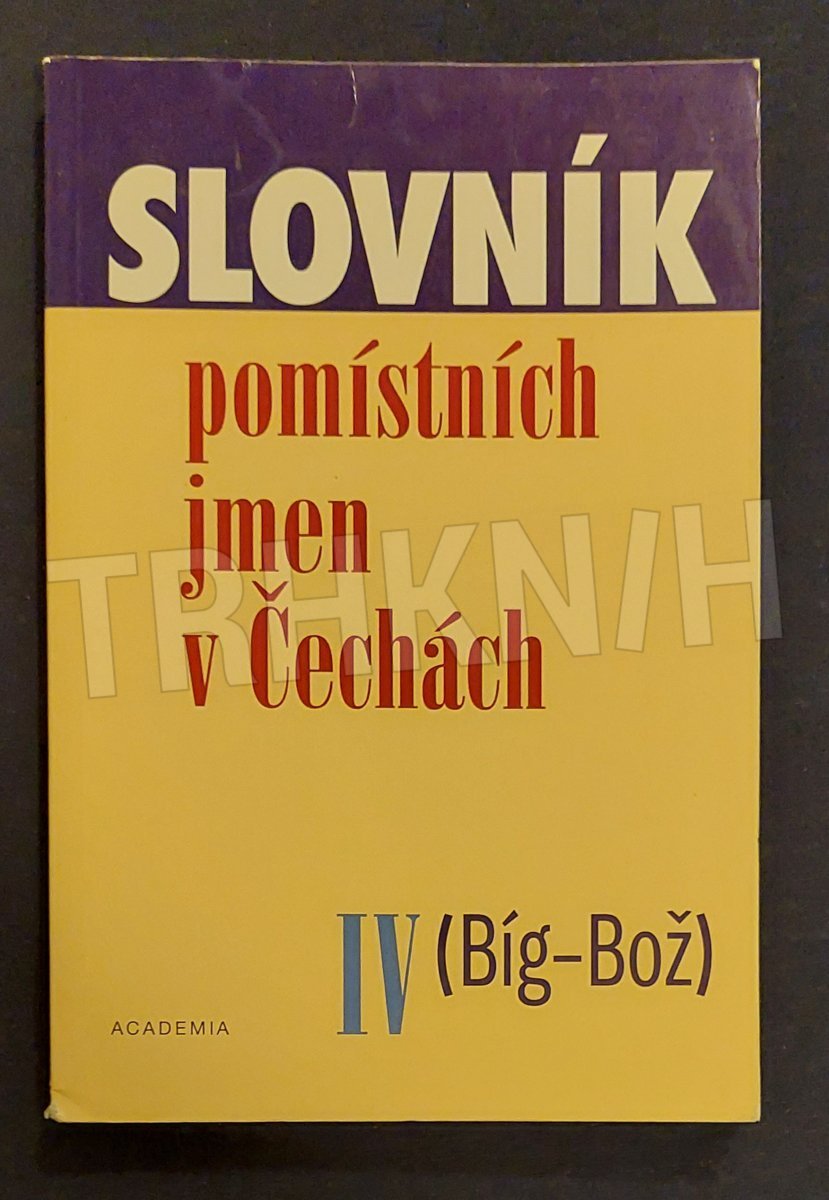 SLOVNÍK
pomístních
jmen
TRHKNIH
v Čechách
IV (Bíg–Bož)
ACADEMIA